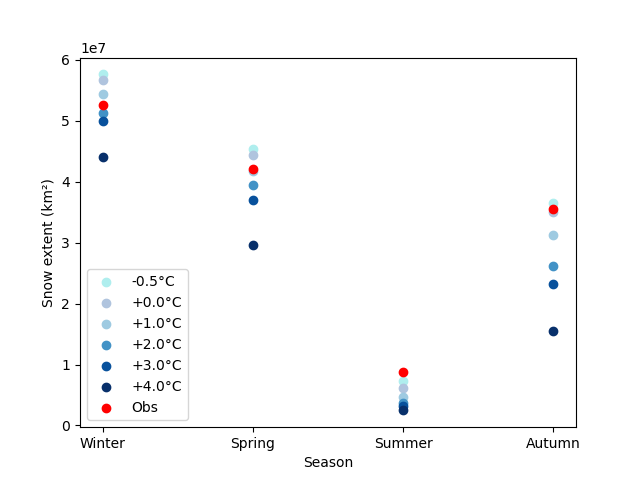 1e7
6
5
4
3
2
1
0
Snow extent (km²)
-0.5°C
+0.0°C
+1.0°C
+2.0°C
+3.0°C
+4.0°C
Obs
Winter Spring Summer Autumn
Season